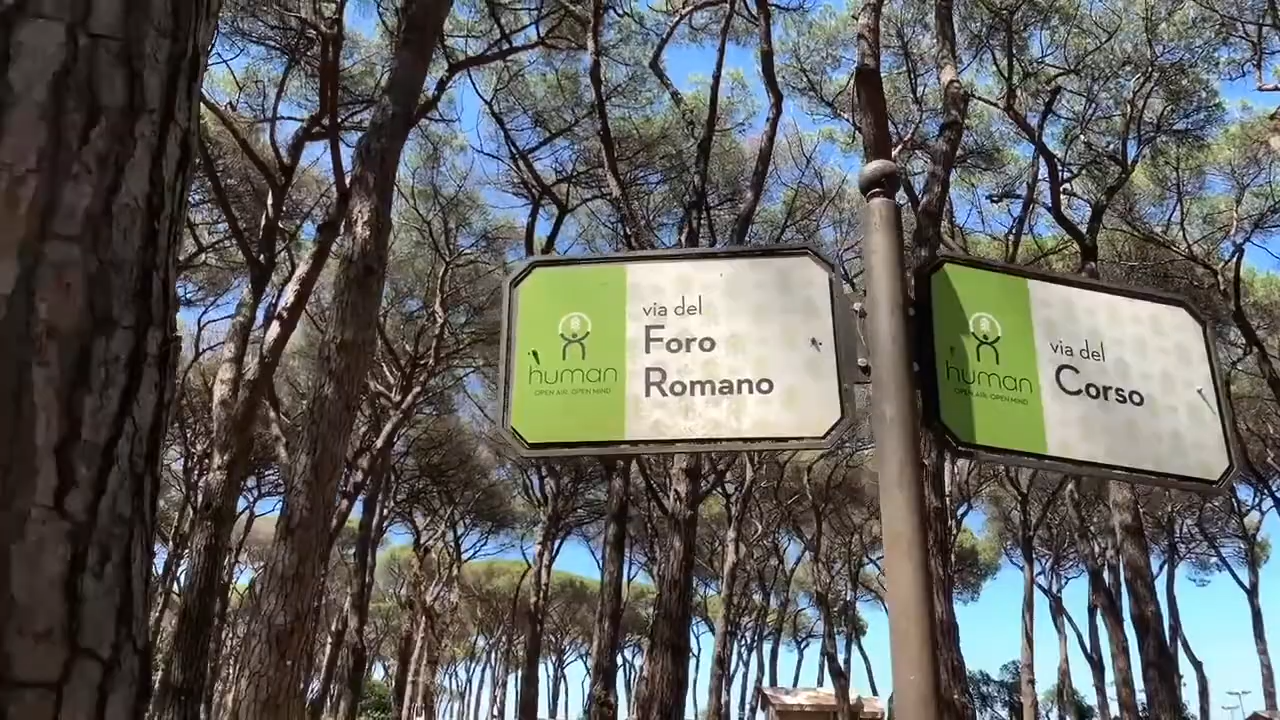 via del
Foro
Romano
human
OPEN AIR, OPEN MIND
via del
Corso
human
OPEN AIR, OPEN MIND